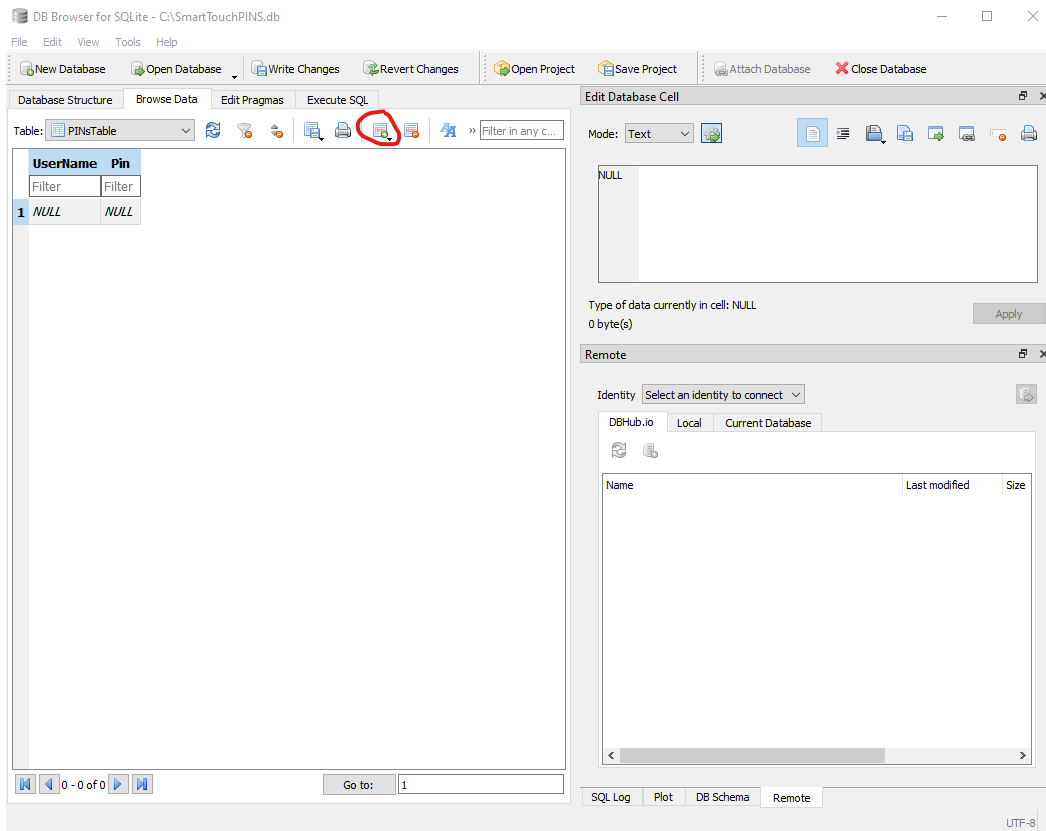 DB Browser for SQLite - C:\SmartTouchPINS.db
File Edit View Tools Help
New Database Open Database Write Changes Revert Changes Open Project Save Project Attach Database Close Database
Database Structure Browse Data Edit Pragmas Execute SQL
Table: PINsTable » Filter in any c...
UserName Pin
Filter Filter
1 NULL NULL
0 - 0 of 0 Go to: 1
Edit Database Cell
Mode: Text
NULL
Type of data currently in cell: NULL
0 byte(s)
Apply
Remote
Identity Select an identity to connect
DBHub.io Local Current Database
Name Last modified Size
SQL Log Plot DB Schema Remote
UTF-8